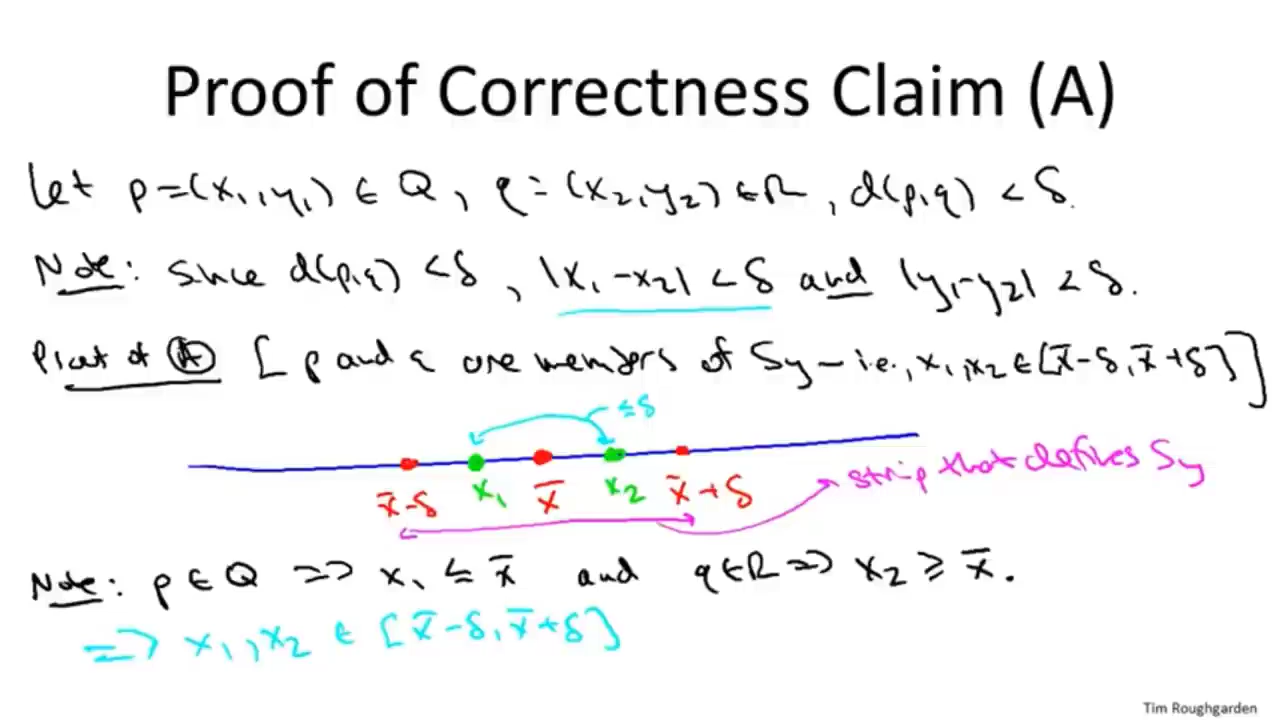 Proof of Correctness Claim (A)
Let p=(x₁,y₁) ∈ Q, q=(x₂,y₂) ∈ R, d(p,q) < δ.
Note: Since d(p,q) < δ, |x₁-x₂| < δ and |y₁-y₂| < δ.
Proof of (A) [p and q are members of Sy - i.e., x₁,x₂ ∈ [x̄-δ, x̄+δ]]
≤δ
x̄-δ x₁ x̄ x₂ x̄+δ
strip that defines Sy
Note: p ∈ Q => x₁ ≤ x̄ and q ∈ R => x₂ ≥ x̄.
=> x₁,x₂ ∈ [x̄-δ, x̄+δ]
Tim Roughgarden